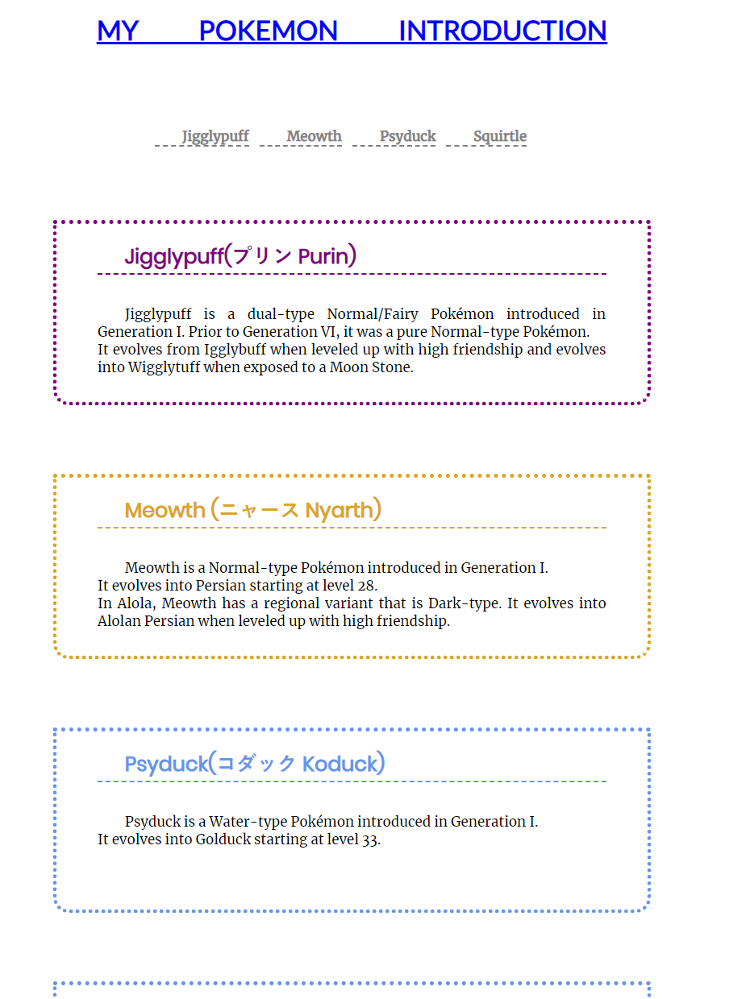 MY POKEMON INTRODUCTION
Jigglypuff Meowth Psyduck Squirtle
Jigglypuff(プリン Purin)
Jigglypuff is a dual-type Normal/Fairy Pokémon introduced in
Generation I. Prior to Generation VI, it was a pure Normal-type Pokémon.
It evolves from Igglybuff when leveled up with high friendship and evolves
into Wigglytuff when exposed to a Moon Stone.
Meowth (ニャース Nyarth)
Meowth is a Normal-type Pokémon introduced in Generation I.
It evolves into Persian starting at level 28.
In Alola, Meowth has a regional variant that is Dark-type. It evolves into
Alolan Persian when leveled up with high friendship.
Psyduck(コダック Koduck)
Psyduck is a Water-type Pokémon introduced in Generation I.
It evolves into Golduck starting at level 33.